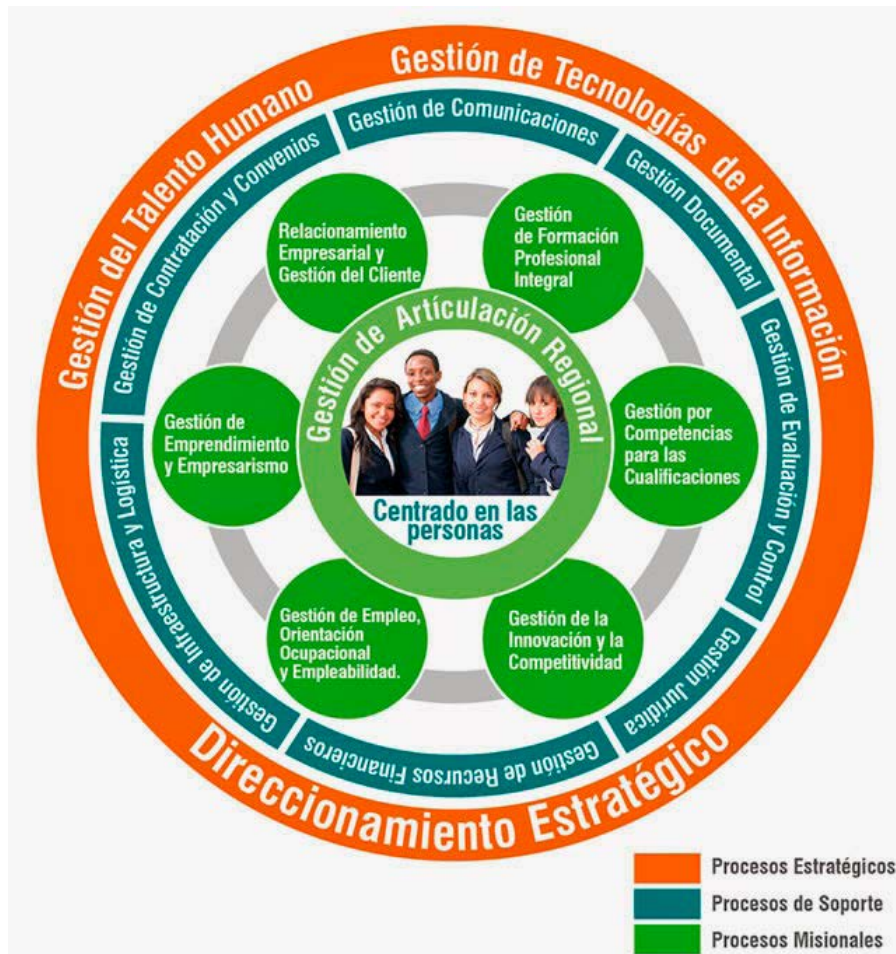 Gestión del Talento Humano
Gestión de Tecnologías de la Información
Direccionamiento Estratégico
Gestión de Contratación y Convenios
Gestión de Comunicaciones
Gestión Documental
Gestión de Evaluación y Control
Gestión Jurídica
Gestión de Recursos Financieros
Gestión de Infraestructura y Logística
Relacionamiento
Empresarial y
Gestión del Cliente
Gestión
de Formación
Profesional
Integral
Gestión por
Competencias
para las
Cualificaciones
Gestión de la
Innovación y la
Competitividad
Gestión de Empleo,
Orientación
Ocupacional
y Empleabilidad.
Gestión de
Emprendimiento
y Empresarismo
Gestión de Artículación Regional
Centrado en las
personas
Procesos Estratégicos
Procesos de Soporte
Procesos Misionales